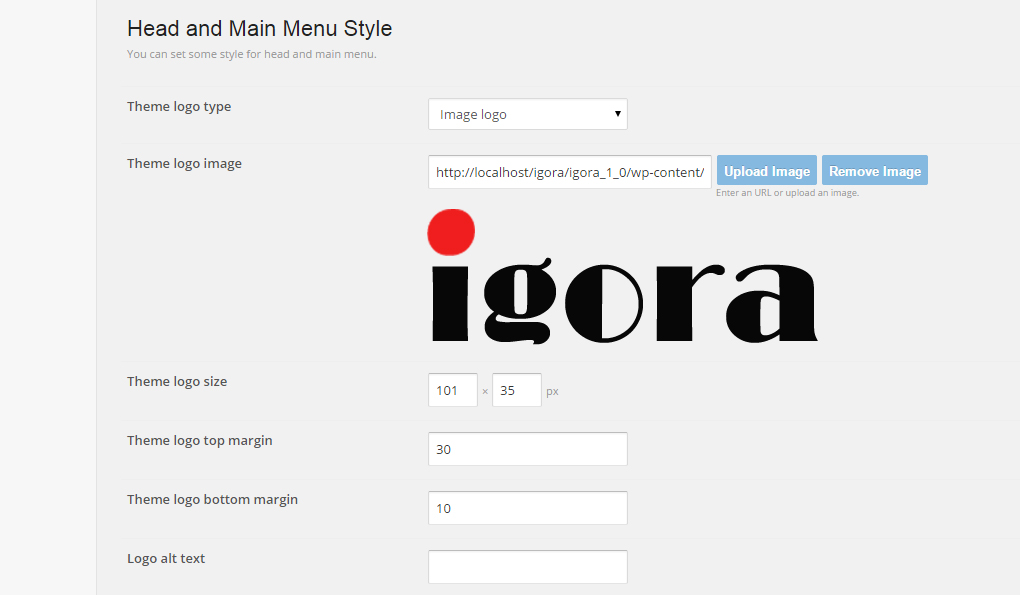 Head and Main Menu Style
You can set some style for head and main menu.
Theme logo type
Image logo
Theme logo image
http://localhost/igora/igora_1_0/wp-content/
Upload Image
Remove Image
Enter an URL or upload an image.
igora
Theme logo size
101 × 35 px
Theme logo top margin
30
Theme logo bottom margin
10
Logo alt text